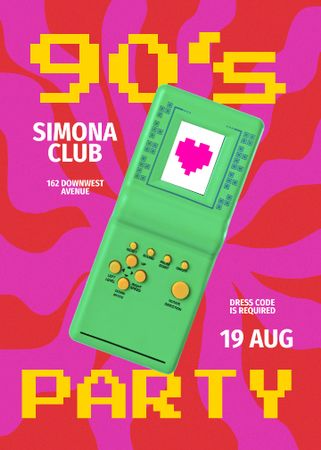 90's
SIMONA
CLUB
162 DOWNWEST
AVENUE
DRESS CODE
IS REQUIRED
19 AUG
PARTY